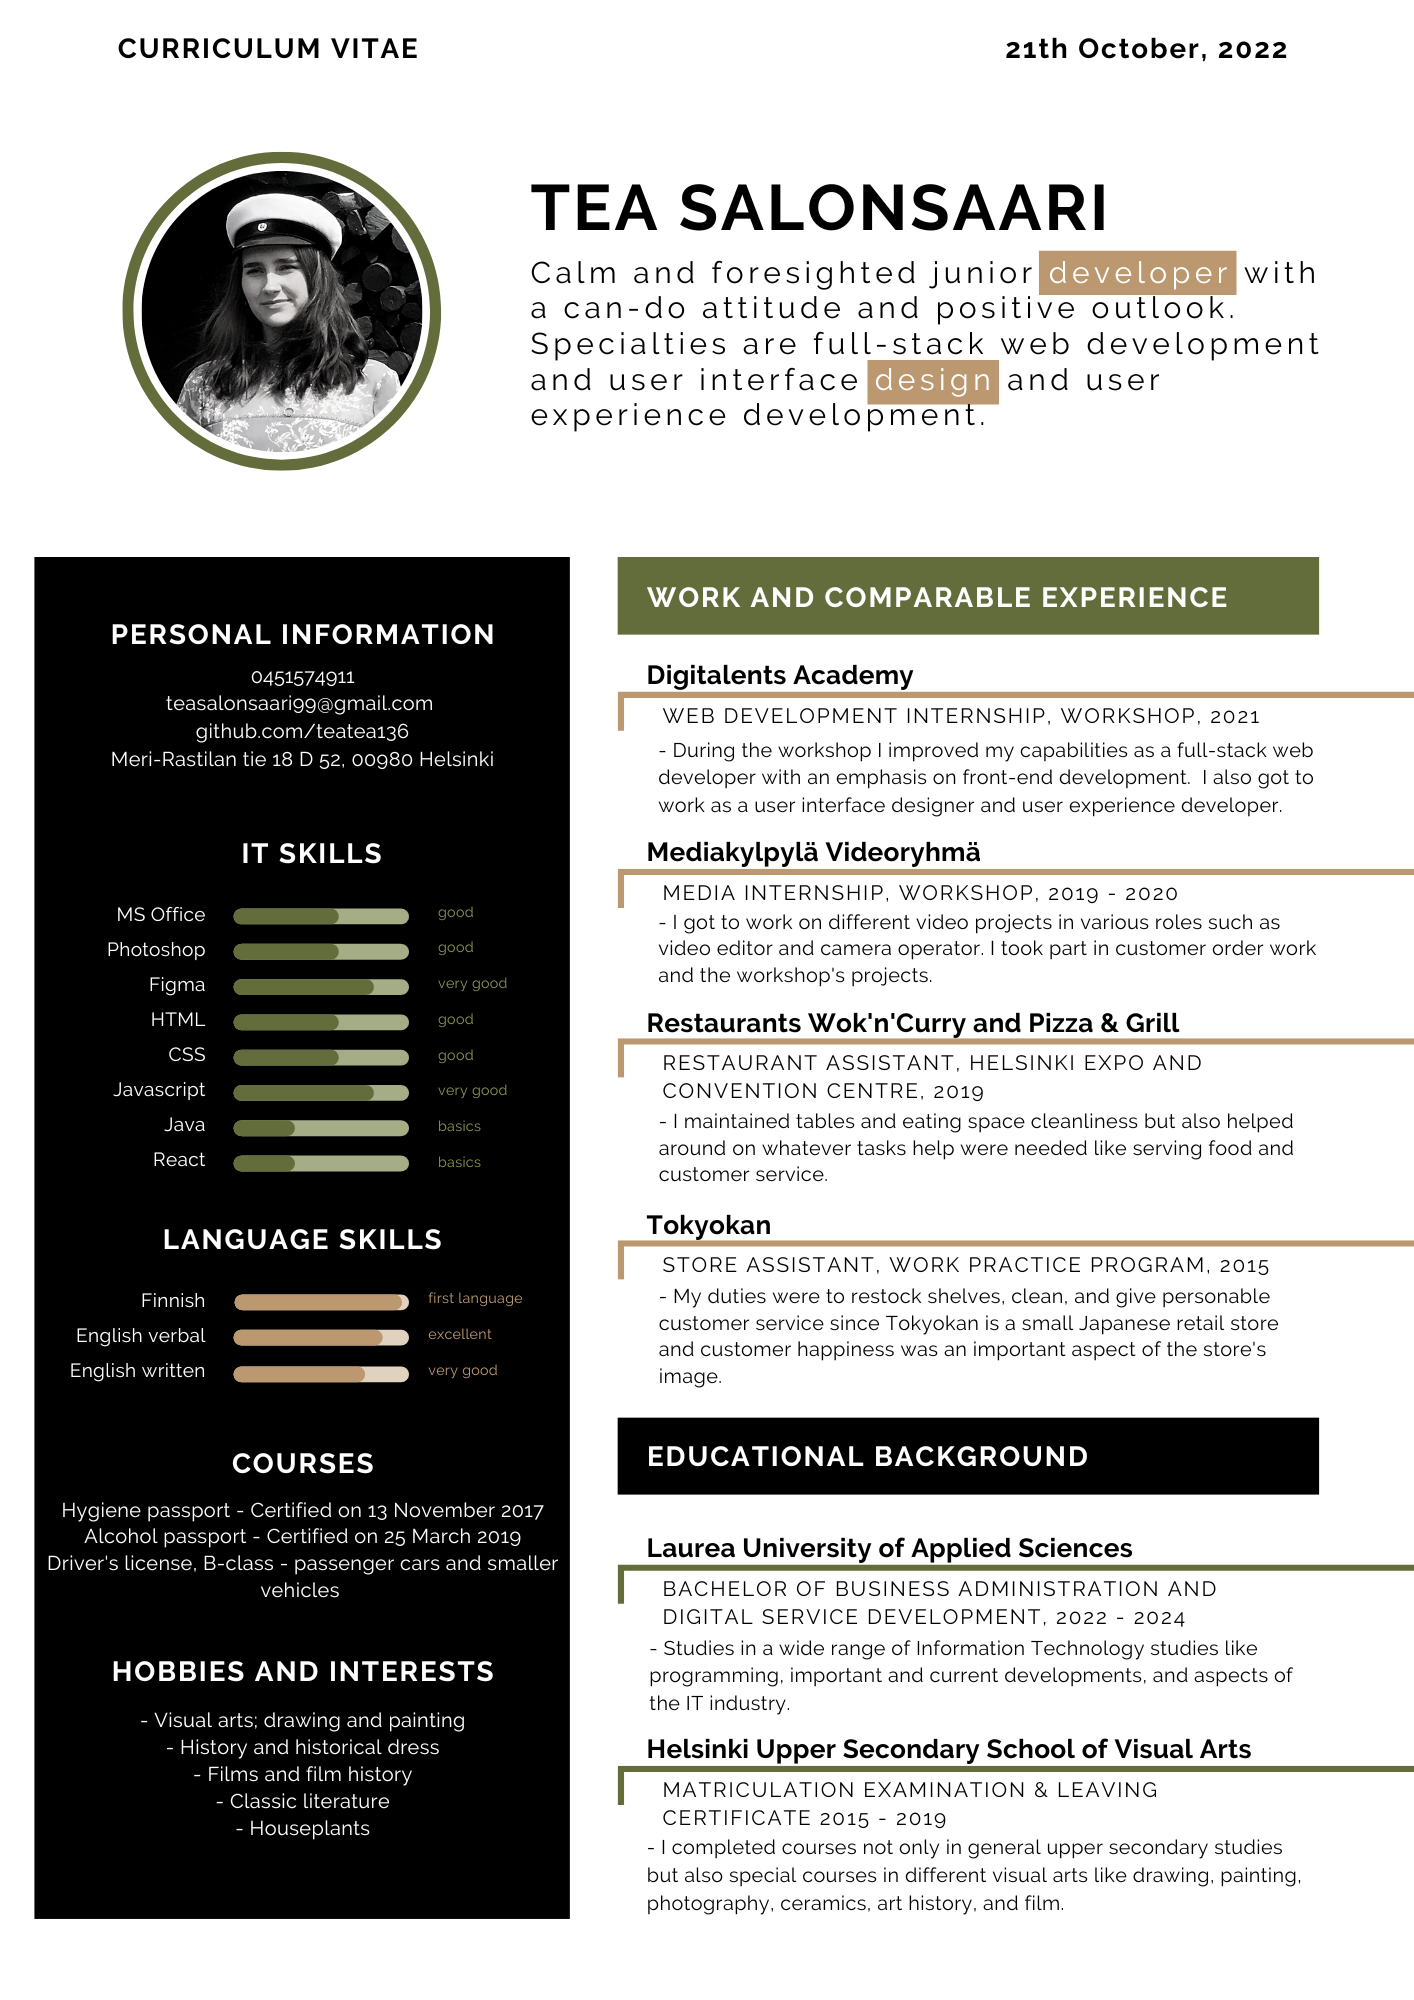 CURRICULUM VITAE
21th October, 2022
TEA SALONSAARI
Calm and foresighted junior developer with
a can-do attitude and positive outlook.
Specialties are full-stack web development
and user interface design and user
experience development.
PERSONAL INFORMATION
0451574911
teasalonsaari99@gmail.com
github.com/teatea136
Meri-Rastilan tie 18 D 52, 00980 Helsinki
IT SKILLS
MS Office good
Photoshop good
Figma very good
HTML good
CSS good
Javascript very good
Java basics
React basics
LANGUAGE SKILLS
Finnish first language
English verbal excellent
English written very good
COURSES
Hygiene passport - Certified on 13 November 2017
Alcohol passport - Certified on 25 March 2019
Driver's license, B-class - passenger cars and smaller
vehicles
HOBBIES AND INTERESTS
- Visual arts; drawing and painting
- History and historical dress
- Films and film history
- Classic literature
- Houseplants
WORK AND COMPARABLE EXPERIENCE
Digitalents Academy
WEB DEVELOPMENT INTERNSHIP, WORKSHOP, 2021
- During the workshop I improved my capabilities as a full-stack web
developer with an emphasis on front-end development. I also got to
work as a user interface designer and user experience developer.
Mediakylpylä Videoryhmä
MEDIA INTERNSHIP, WORKSHOP, 2019 - 2020
- I got to work on different video projects in various roles such as
video editor and camera operator. I took part in customer order work
and the workshop's projects.
Restaurants Wok'n'Curry and Pizza & Grill
RESTAURANT ASSISTANT, HELSINKI EXPO AND
CONVENTION CENTRE, 2019
- I maintained tables and eating space cleanliness but also helped
around on whatever tasks help were needed like serving food and
customer service.
Tokyokan
STORE ASSISTANT, WORK PRACTICE PROGRAM, 2015
- My duties were to restock shelves, clean, and give personable
customer service since Tokyokan is a small Japanese retail store
and customer happiness was an important aspect of the store's
image.
EDUCATIONAL BACKGROUND
Laurea University of Applied Sciences
BACHELOR OF BUSINESS ADMINISTRATION AND
DIGITAL SERVICE DEVELOPMENT, 2022 - 2024
- Studies in a wide range of Information Technology studies like
programming, important and current developments, and aspects of
the IT industry.
Helsinki Upper Secondary School of Visual Arts
MATRICULATION EXAMINATION & LEAVING
CERTIFICATE 2015 - 2019
- I completed courses not only in general upper secondary studies
but also special courses in different visual arts like drawing, painting,
photography, ceramics, art history, and film.